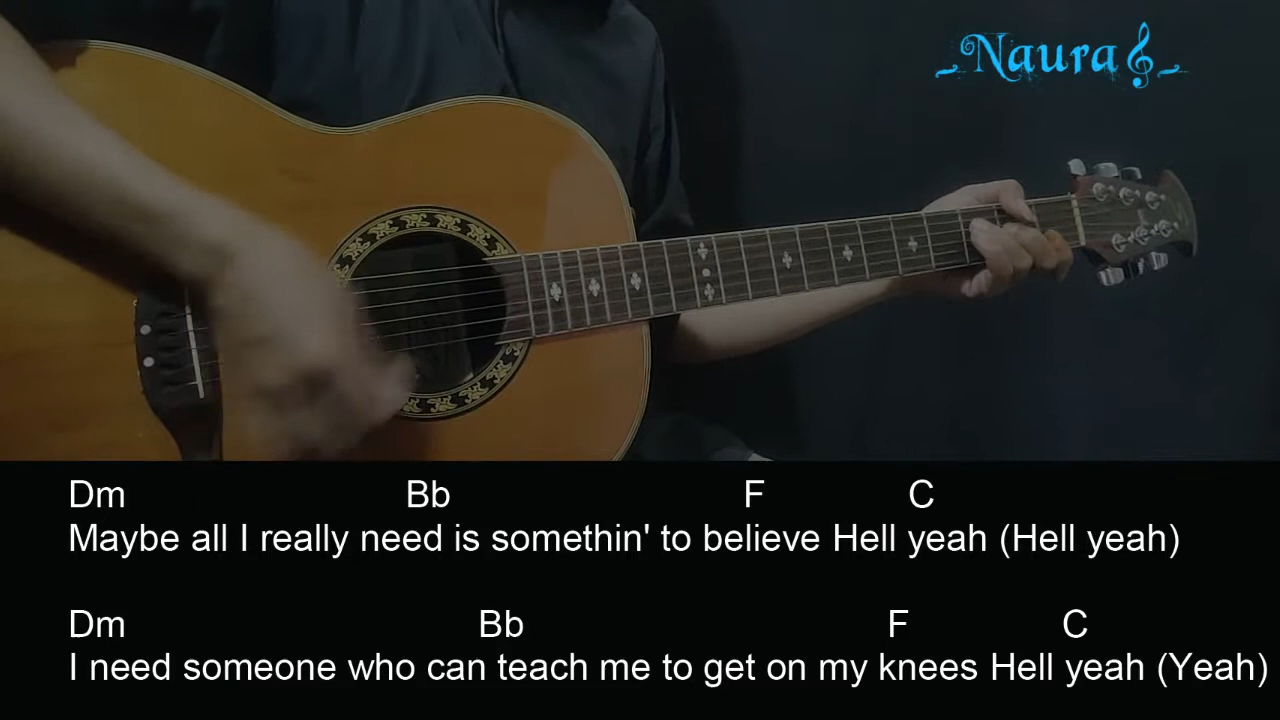 Naura
Dm Bb F C
Maybe all I really need is somethin' to believe Hell yeah (Hell yeah)
Dm Bb F C
I need someone who can teach me to get on my knees Hell yeah (Yeah)